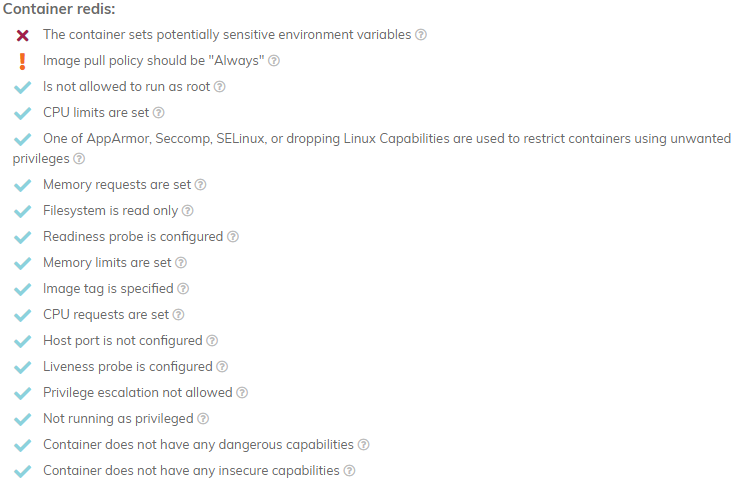 Container redis:
The container sets potentially sensitive environment variables
Image pull policy should be "Always"
Is not allowed to run as root
CPU limits are set
One of AppArmor, Seccomp, SELinux, or dropping Linux Capabilities are used to restrict containers using unwanted
privileges
Memory requests are set
Filesystem is read only
Readiness probe is configured
Memory limits are set
Image tag is specified
CPU requests are set
Host port is not configured
Liveness probe is configured
Privilege escalation not allowed
Not running as privileged
Container does not have any dangerous capabilities
Container does not have any insecure capabilities